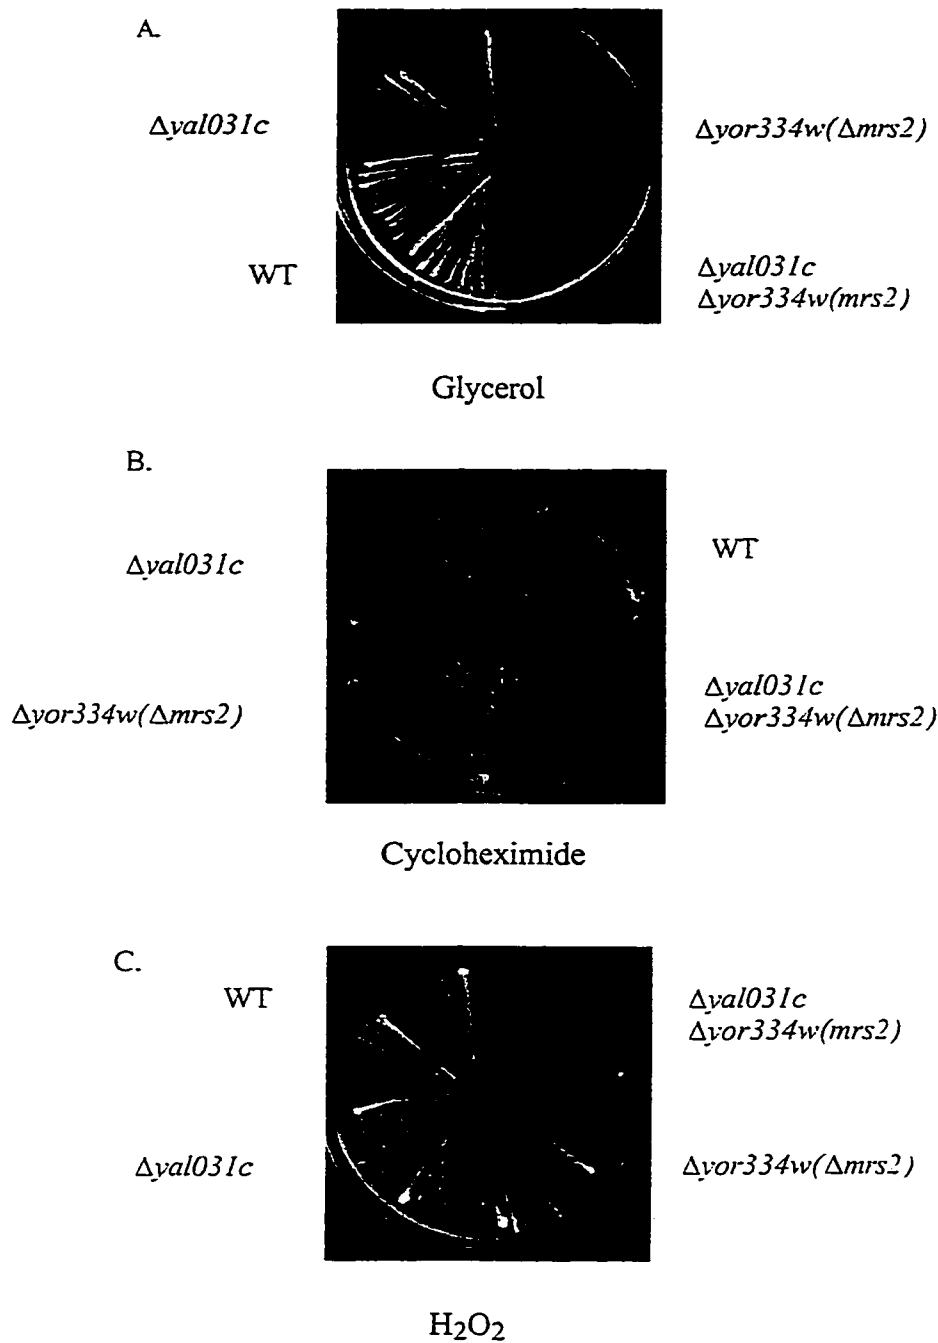 A.
Δyal031c
Δyor334w(Δmrs2)
WT
Δyal031c
Δyor334w(mrs2)
Glycerol
B.
Δyal031c
WT
Δyor334w(Δmrs2)
Δyal031c
Δyor334w(Δmrs2)
Cycloheximide
C.
WT
Δyal031c
Δyor334w(mrs2)
Δyal031c
Δyor334w(Δmrs2)
H₂O₂